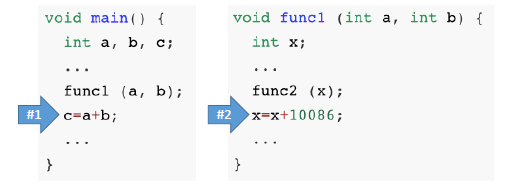 void main() {
int a, b, c;
...
func1 (a, b);
#1 c=a+b;
...
}
void func1 (int a, int b) {
int x;
...
func2 (x);
#2 x=x+10086;
...
}